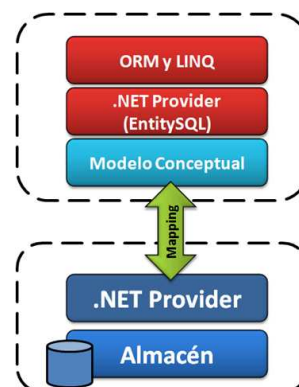 ORM y LINQ
.NET Provider
(EntitySQL)
Modelo Conceptual
Mapping
.NET Provider
Almacén